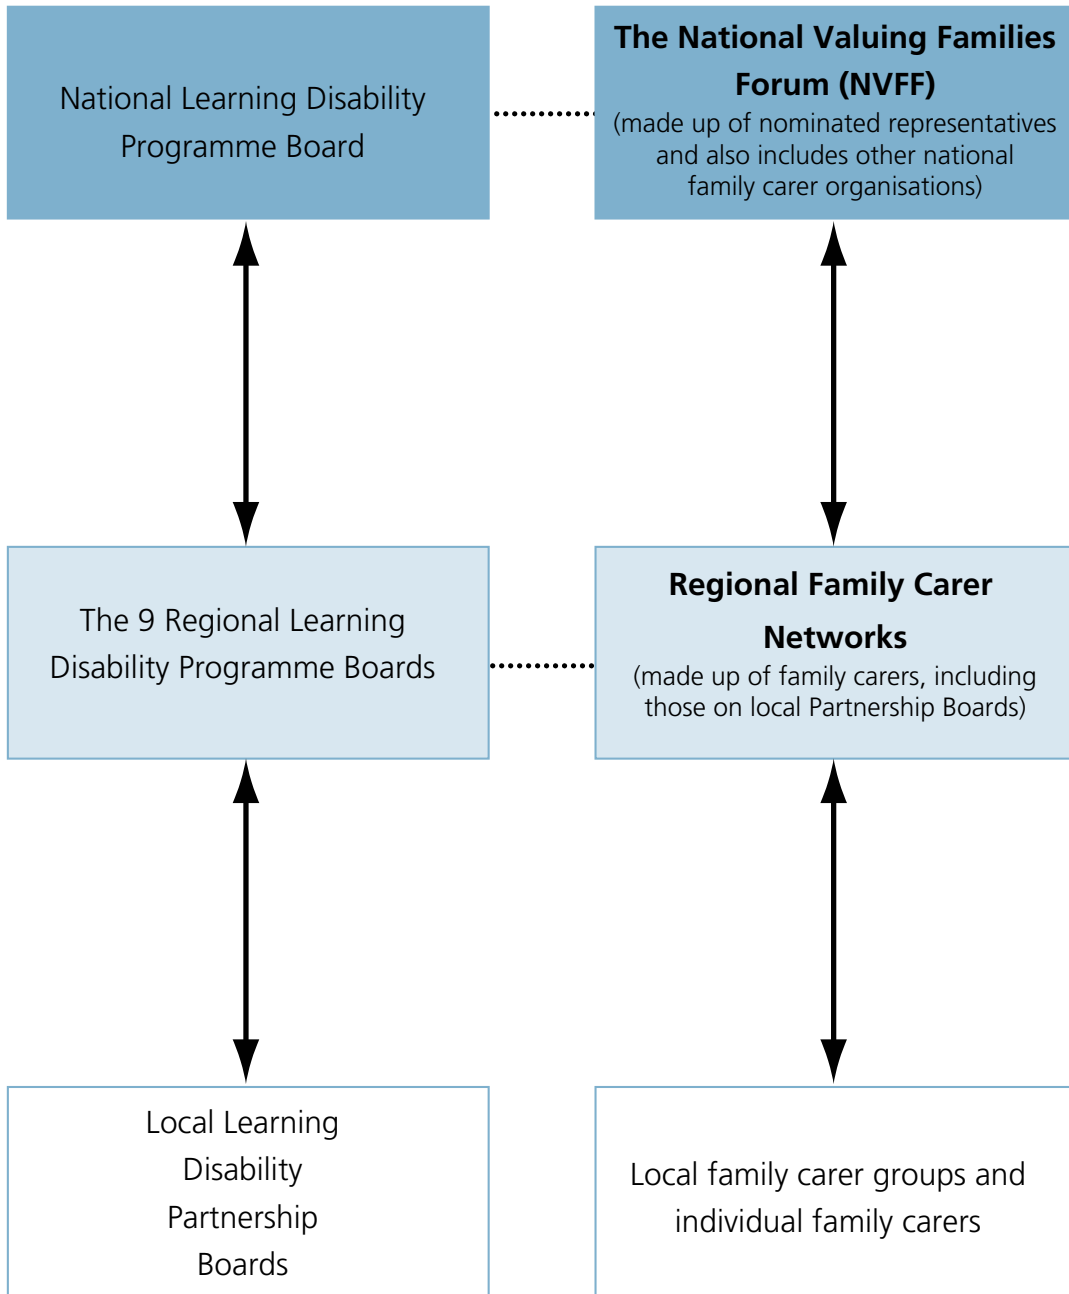 National Learning Disability
Programme Board
The National Valuing Families
Forum (NVFF)
(made up of nominated representatives
and also includes other national
family carer organisations)
The 9 Regional Learning
Disability Programme Boards
Regional Family Carer
Networks
(made up of family carers, including
those on local Partnership Boards)
Local Learning
Disability
Partnership
Boards
Local family carer groups and
individual family carers